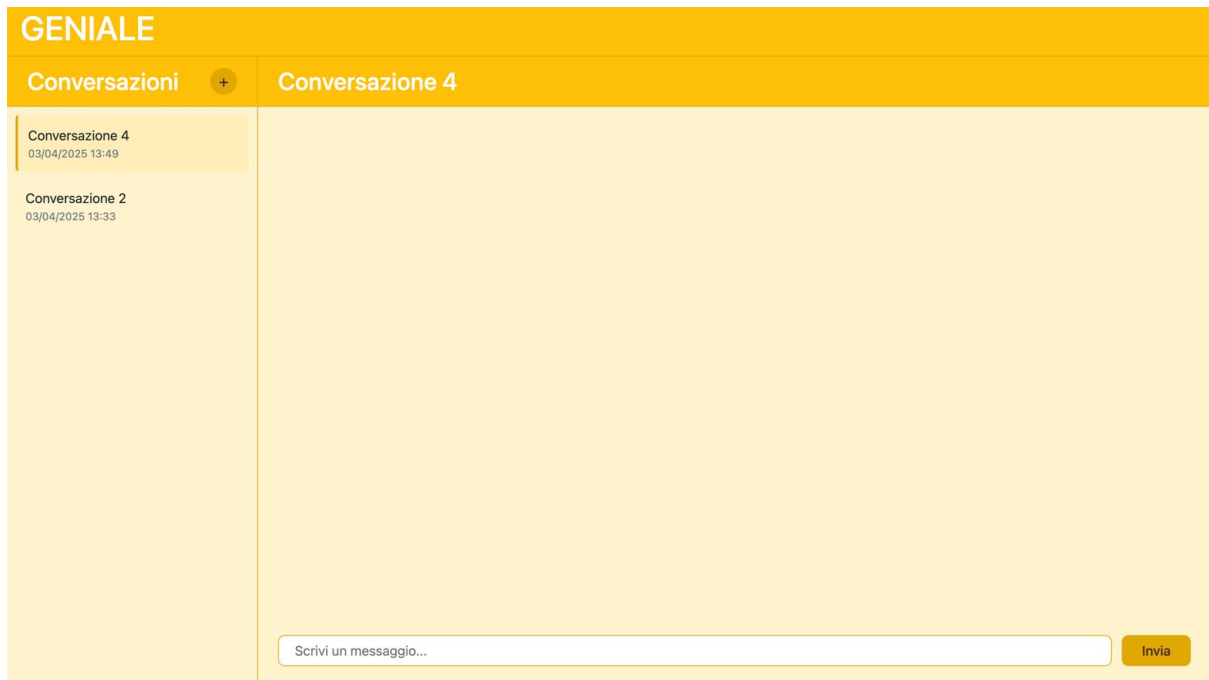 GENIALE
Conversazioni +
Conversazione 4
Conversazione 4
03/04/2025 13:49
Conversazione 2
03/04/2025 13:33
Scrivi un messaggio...
Invia